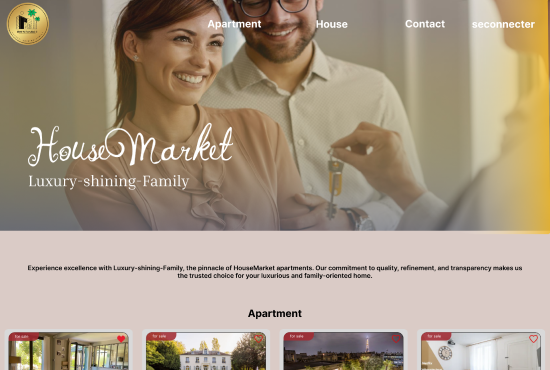 Apartment House Contact seconnecter
HouseMarket
Luxury-shining-Family
Experience excellence with Luxury-shining-Family, the pinnacle of HouseMarket apartments. Our commitment to quality, refinement, and transparency makes us
the trusted choice for your luxurious and family-oriented home.
Apartment
for sale for sale for sale for sale